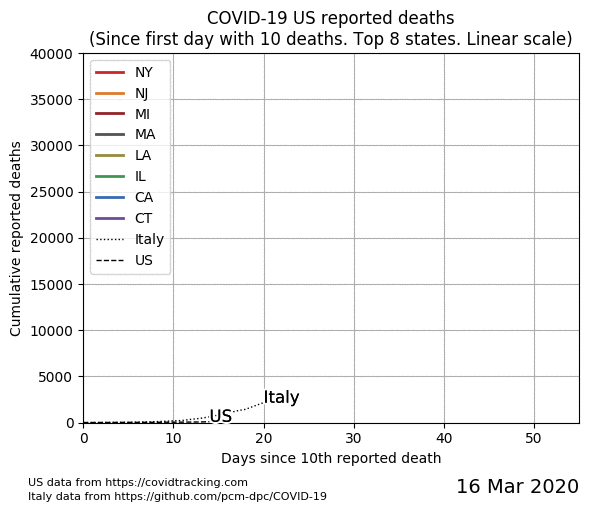 COVID-19 US reported deaths
(Since first day with 10 deaths. Top 8 states. Linear scale)
40000
35000
30000
25000
20000
15000
10000
5000
0
Cumulative reported deaths
NY
NJ
MI
MA
LA
IL
CA
CT
Italy
US
Italy
US
0 10 20 30 40 50
Days since 10th reported death
US data from https://covidtracking.com
Italy data from https://github.com/pcm-dpc/COVID-19
16 Mar 2020